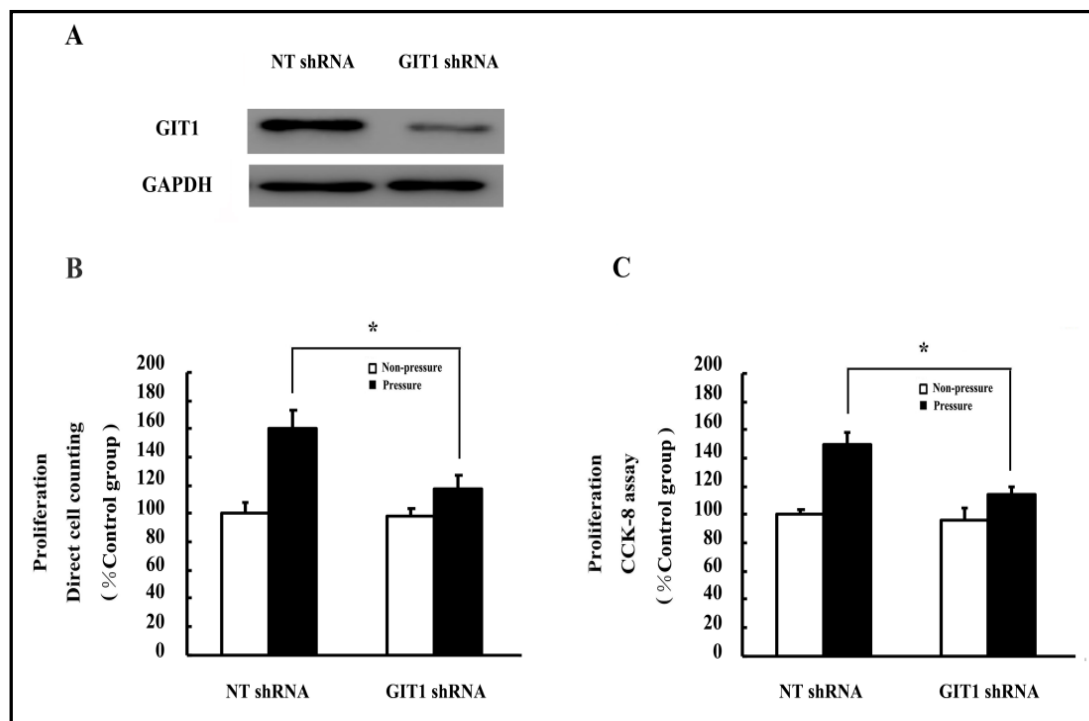 A
NT shRNA GIT1 shRNA
GIT1
GAPDH
B
*
Proliferation
Direct cell counting
( %Control group )
200
180
160
140
120
100
80
60
40
20
0
Non-pressure
Pressure
NT shRNA GIT1 shRNA
C
*
Proliferation
CCK-8 assay
( %Control group )
200
180
160
140
120
100
80
60
40
20
0
Non-pressure
Pressure
NT shRNA GIT1 shRNA